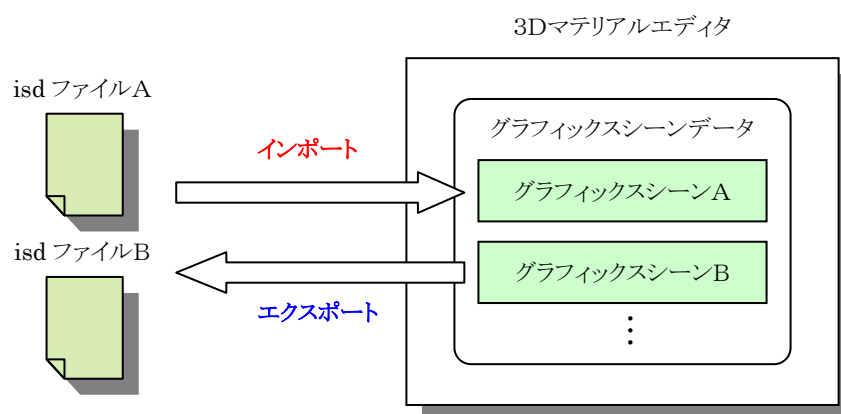 3Dマテリアルエディタ
isd ファイルA
グラフィックスシーンデータ
インポート
グラフィックスシーンA
isd ファイルB
グラフィックスシーンB
エクスポート
⋮